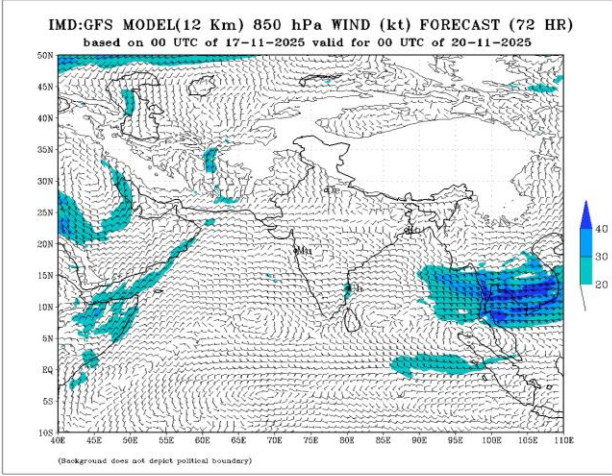 IMD:GFS MODEL(12 Km) 850 hPa WIND (kt) FORECAST (72 HR)
based on 00 UTC of 17-11-2025 valid for 00 UTC of 20-11-2025
50N
45N
40N
35N
30N
25N
20N
15N
10N
5N
EQ
5S
10S
40E 45E 50E 55E 60E 65E 70E 75E 80E 85E 90E 95E 100E 105E 110E
Mu
40
30
20
(Background does not depict political boundary)